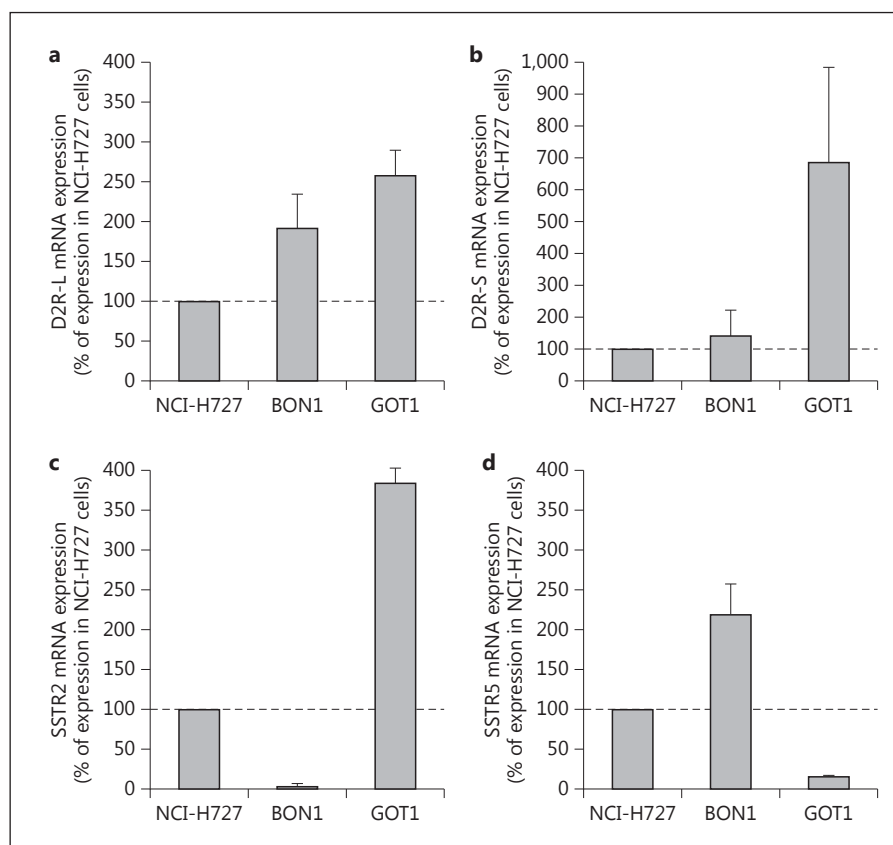 a
D2R-L mRNA expression
(% of expression in NCI-H727 cells)
400
350
300
250
200
150
100
50
0
NCI-H727 BON1 GOT1
b
D2R-S mRNA expression
(% of expression in NCI-H727 cells)
1,000
900
800
700
600
500
400
300
200
100
0
NCI-H727 BON1 GOT1
c
SSTR2 mRNA expression
(% of expression in NCI-H727 cells)
400
350
300
250
200
150
100
50
0
NCI-H727 BON1 GOT1
d
SSTR5 mRNA expression
(% of expression in NCI-H727 cells)
400
350
300
250
200
150
100
50
0
NCI-H727 BON1 GOT1